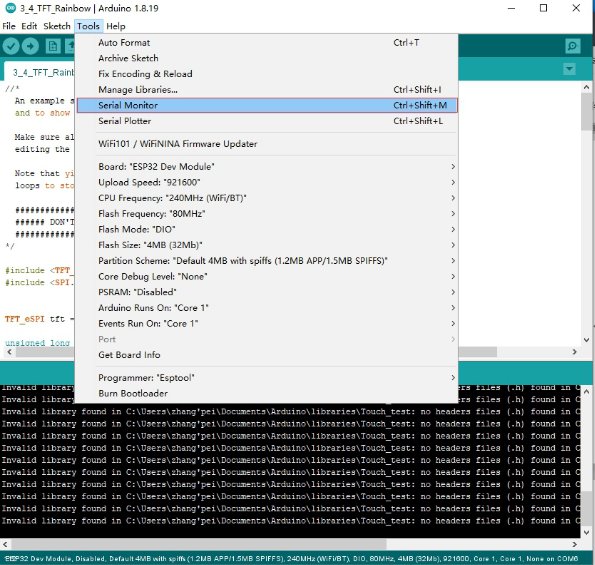 3_4_TFT_Rainbow | Arduino 1.8.19
File Edit Sketch Tools Help
Auto Format Ctrl+T
Archive Sketch
Fix Encoding & Reload
Manage Libraries... Ctrl+Shift+I
Serial Monitor Ctrl+Shift+M
Serial Plotter Ctrl+Shift+L
WiFi101 / WiFiNINA Firmware Updater
Board: "ESP32 Dev Module"
Upload Speed: "921600"
CPU Frequency: "240MHz (WiFi/BT)"
Flash Frequency: "80MHz"
Flash Mode: "DIO"
Flash Size: "4MB (32Mb)"
Partition Scheme: "Default 4MB with spiffs (1.2MB APP/1.5MB SPIFFS)"
Core Debug Level: "None"
PSRAM: "Disabled"
Arduino Runs On: "Core 1"
Events Run On: "Core 1"
Port
Get Board Info
Programmer: "Esptool"
Burn Bootloader
3_4_TFT_Rainb
//*
An example s
and to show
Make sure al
editing the
Note that yi
loops to sto
############
###### DON'T
############
*/
#include <TFT_
#include <SPI.
TFT_eSPI tft =
unsigned long
Invalid library headers files (.h) found in C
Invalid library found in C:\Users\zhang'pei\Documents\Arduino\libraries\Touch_test: no headers files (.h) found in C
Invalid library found in C:\Users\zhang'pei\Documents\Arduino\libraries\Touch_test: no headers files (.h) found in C
Invalid library found in C:\Users\zhang'pei\Documents\Arduino\libraries\Touch_test: no headers files (.h) found in C
Invalid library found in C:\Users\zhang'pei\Documents\Arduino\libraries\Touch_test: no headers files (.h) found in C
Invalid library found in C:\Users\zhang'pei\Documents\Arduino\libraries\Touch_test: no headers files (.h) found in C
Invalid library found in C:\Users\zhang'pei\Documents\Arduino\libraries\Touch_test: no headers files (.h) found in C
Invalid library found in C:\Users\zhang'pei\Documents\Arduino\libraries\Touch_test: no headers files (.h) found in C
Invalid library found in C:\Users\zhang'pei\Documents\Arduino\libraries\Touch_test: no headers files (.h) found in C
Invalid library found in C:\Users\zhang'pei\Documents\Arduino\libraries\Touch_test: no headers files (.h) found in C
Invalid library found in C:\Users\zhang'pei\Documents\Arduino\libraries\Touch_test: no headers files (.h) found in C
Invalid library found in C:\Users\zhang'pei\Documents\Arduino\libraries\Touch_test: no headers files (.h) found in C
Dev Module, Disabled, Default 4MB with spiffs (1.2MB APP/1.5MB SPIFFS), 240MHz (WiFi/BT), DIO, 80MHz, 4MB (32Mb), 921600, Core 1, Core 1, None on COM6